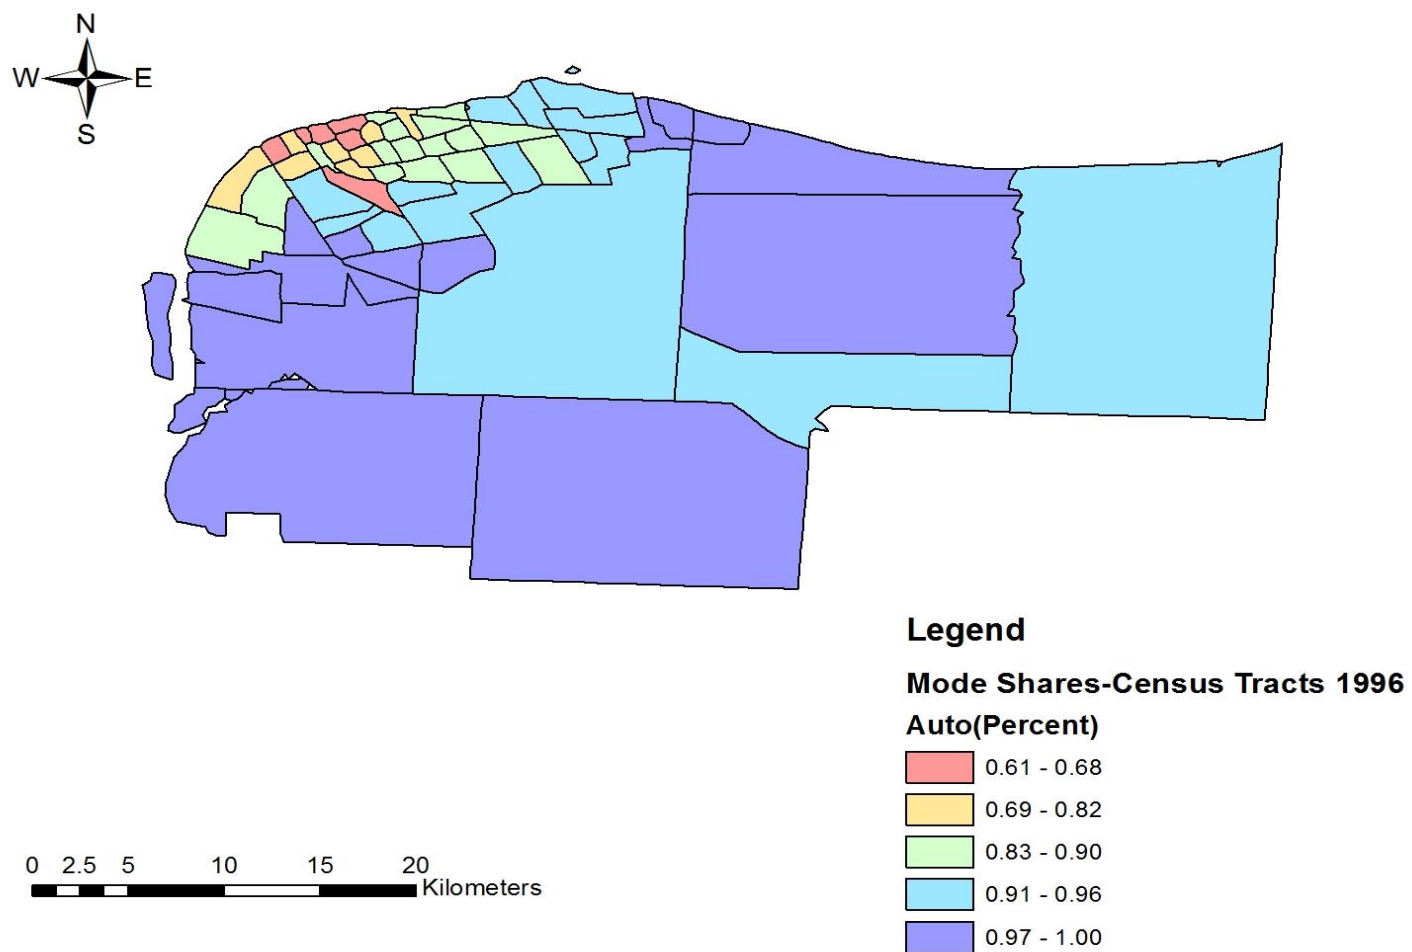 N
W E
S
Legend
Mode Shares-Census Tracts 1996
Auto(Percent)
0.61 - 0.68
0.69 - 0.82
0.83 - 0.90
0.91 - 0.96
0.97 - 1.00
0 2.5 5 10 15 20
Kilometers